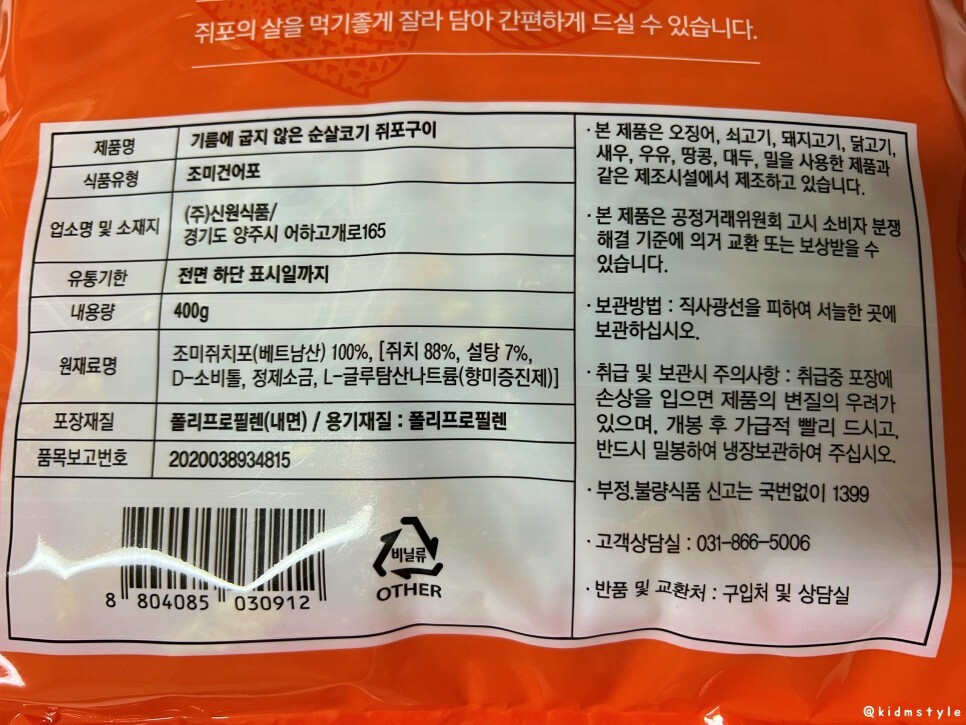 쥐포의 살을 먹기좋게 잘라 담아 간편하게 드실 수 있습니다.
제품명 기름에 굽지 않은 순살코기 쥐포구이
식품유형 조미건어포
업소명 및 소재지 (주)신원식품/
경기도 양주시 어하고개로165
유통기한 전면 하단 표시일까지
내용량 400g
원재료명 조미쥐치포(베트남산) 100%, [쥐치 88%, 설탕 7%,
D-소비톨, 정제소금, L-글루탐산나트륨(향미증진제)]
포장재질 폴리프로필렌(내면) / 용기재질 : 폴리프로필렌
품목보고번호 2020038934815
8 804085 030912
비닐류
OTHER
· 본 제품은 오징어, 쇠고기, 돼지고기, 닭고기,
새우, 우유, 땅콩, 대두, 밀을 사용한 제품과
같은 제조시설에서 제조하고 있습니다.
· 본 제품은 공정거래위원회 고시 소비자 분쟁
해결 기준에 의거 교환 또는 보상받을 수
있습니다.
· 보관방법 : 직사광선을 피하여 서늘한 곳에
보관하십시오.
· 취급 및 보관시 주의사항 : 취급중 포장에
손상을 입으면 제품의 변질의 우려가
있으며, 개봉 후 가급적 빨리 드시고,
반드시 밀봉하여 냉장보관하여 주십시오.
· 부정.불량식품 신고는 국번없이 1399
· 고객상담실 : 031-866-5006
· 반품 및 교환처 : 구입처 및 상담실
@kidmstyle